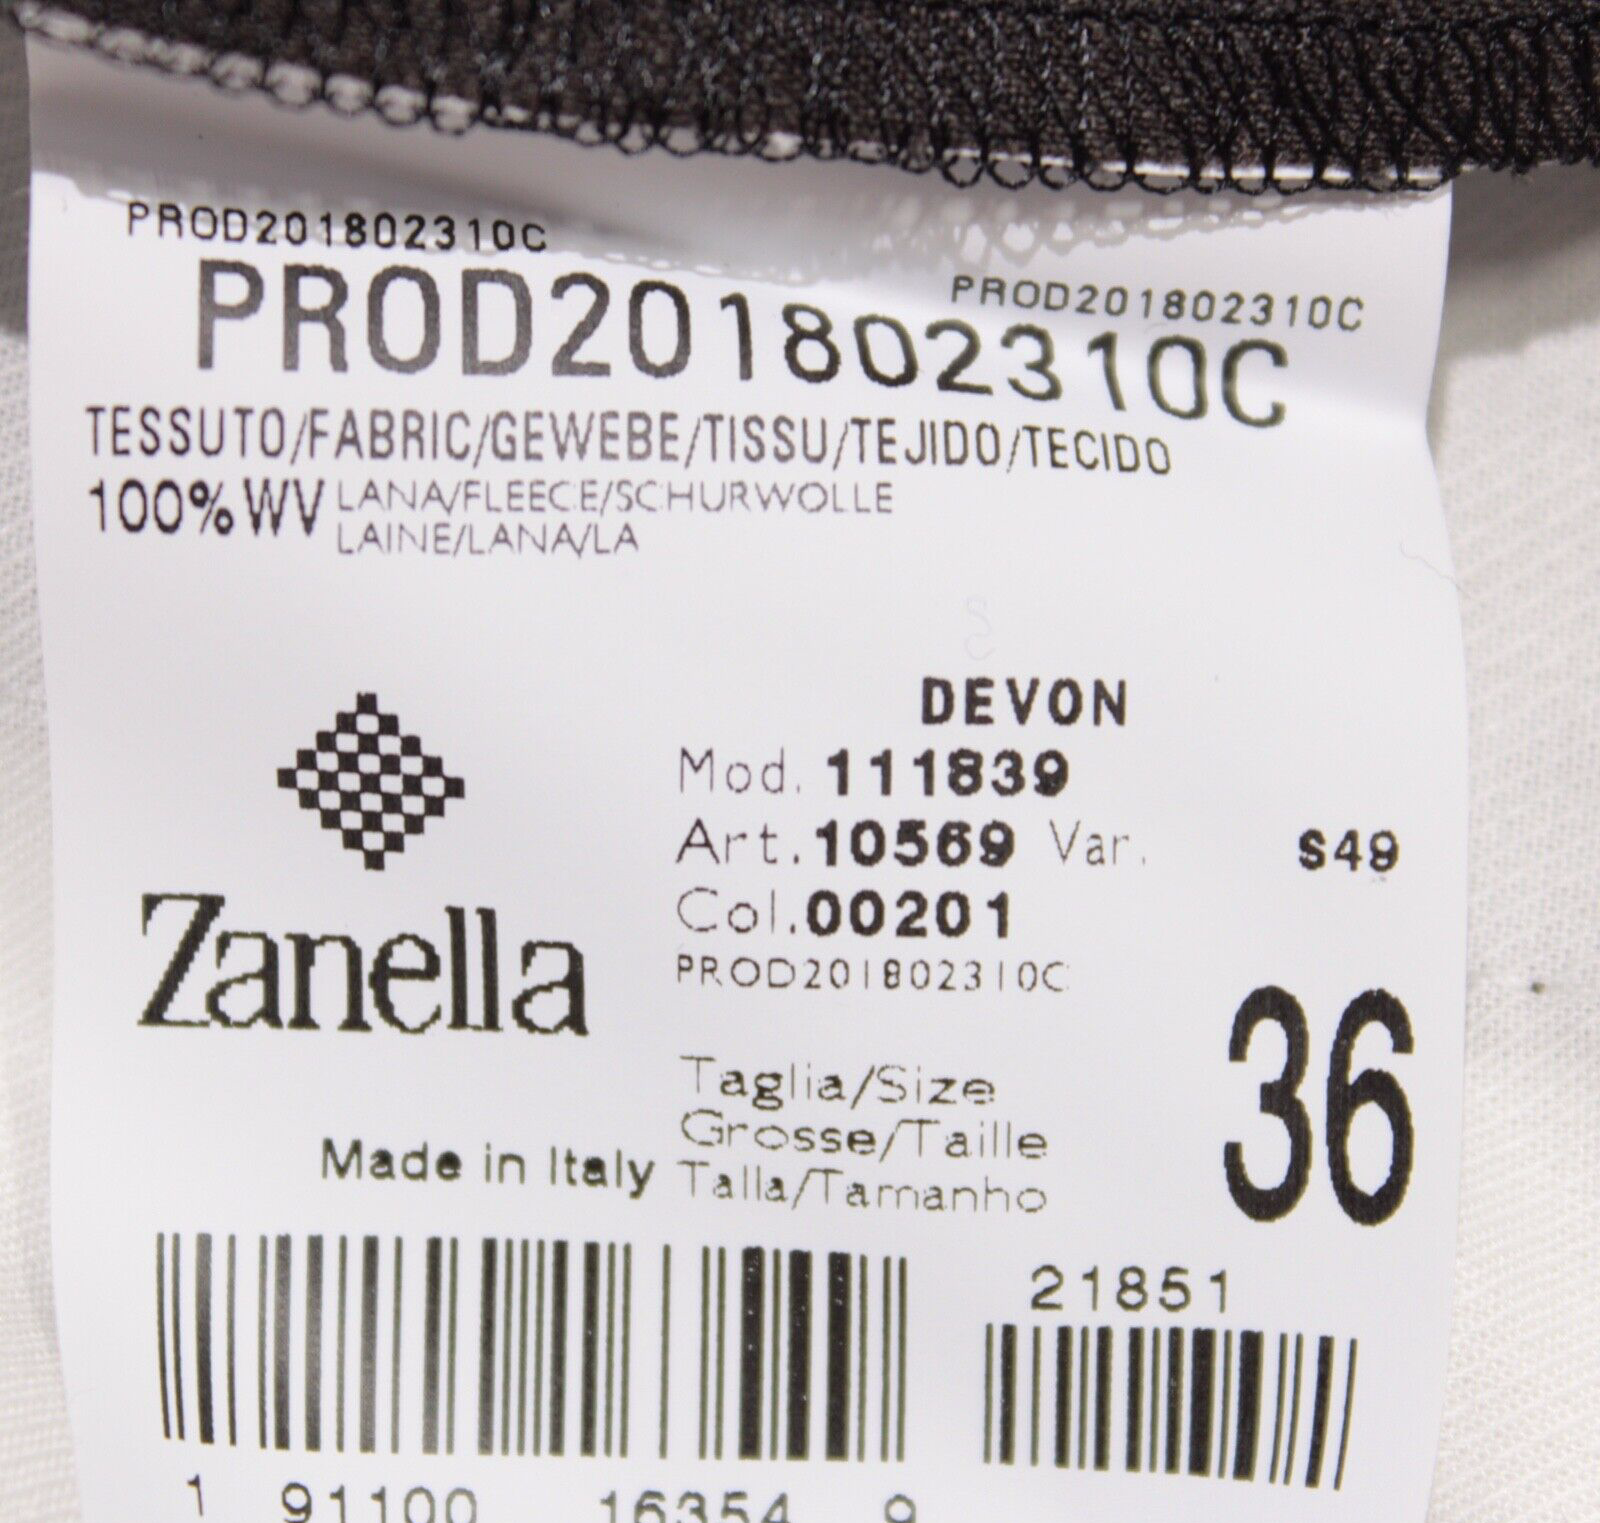 PROD201802310C
PROD201802310C
PROD201802310C
TESSUTO/FABRIC/GEWEBE/TISSU/TEJIDO/TECIDO
100% WV LANA/FLEECE/SCHURWOLLE
LAINE/LANA/LA
DEVON
Mod. 111839
Art. 10569 Var. S49
Col. 00201
PROD201802310C
Zanella
Taglia/Size
Grosse/Taille
Talla/Tamanho
36
Made in Italy
21851
1 91100 16354 9